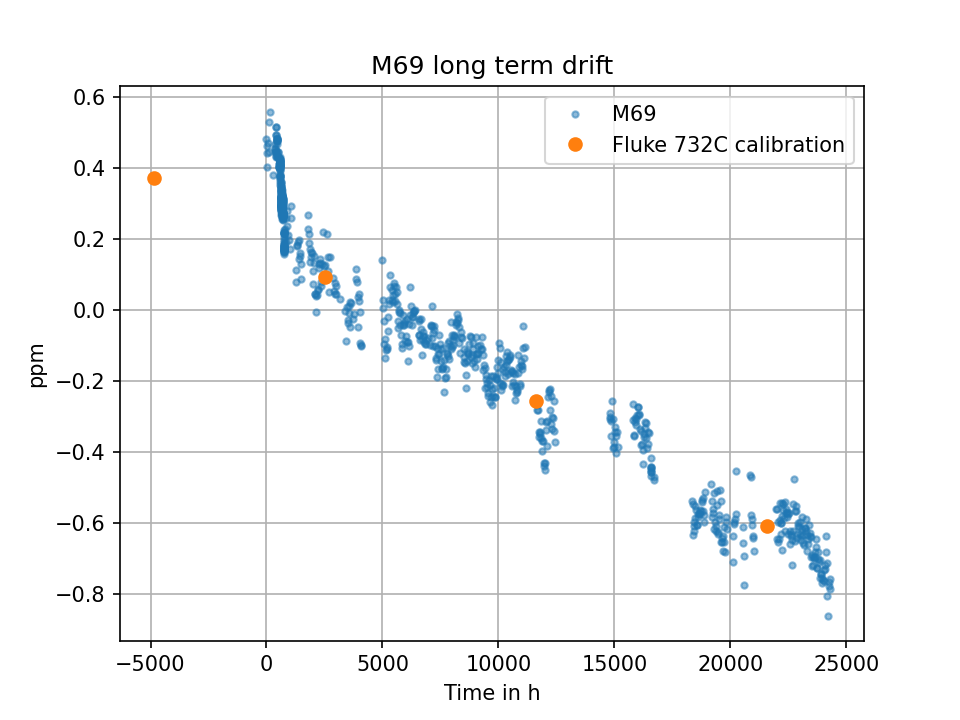 M69 long term drift
M69
Fluke 732C calibration
ppm
0.6
0.4
0.2
0.0
−0.2
−0.4
−0.6
−0.8
−5000 0 5000 10000 15000 20000 25000
Time in h